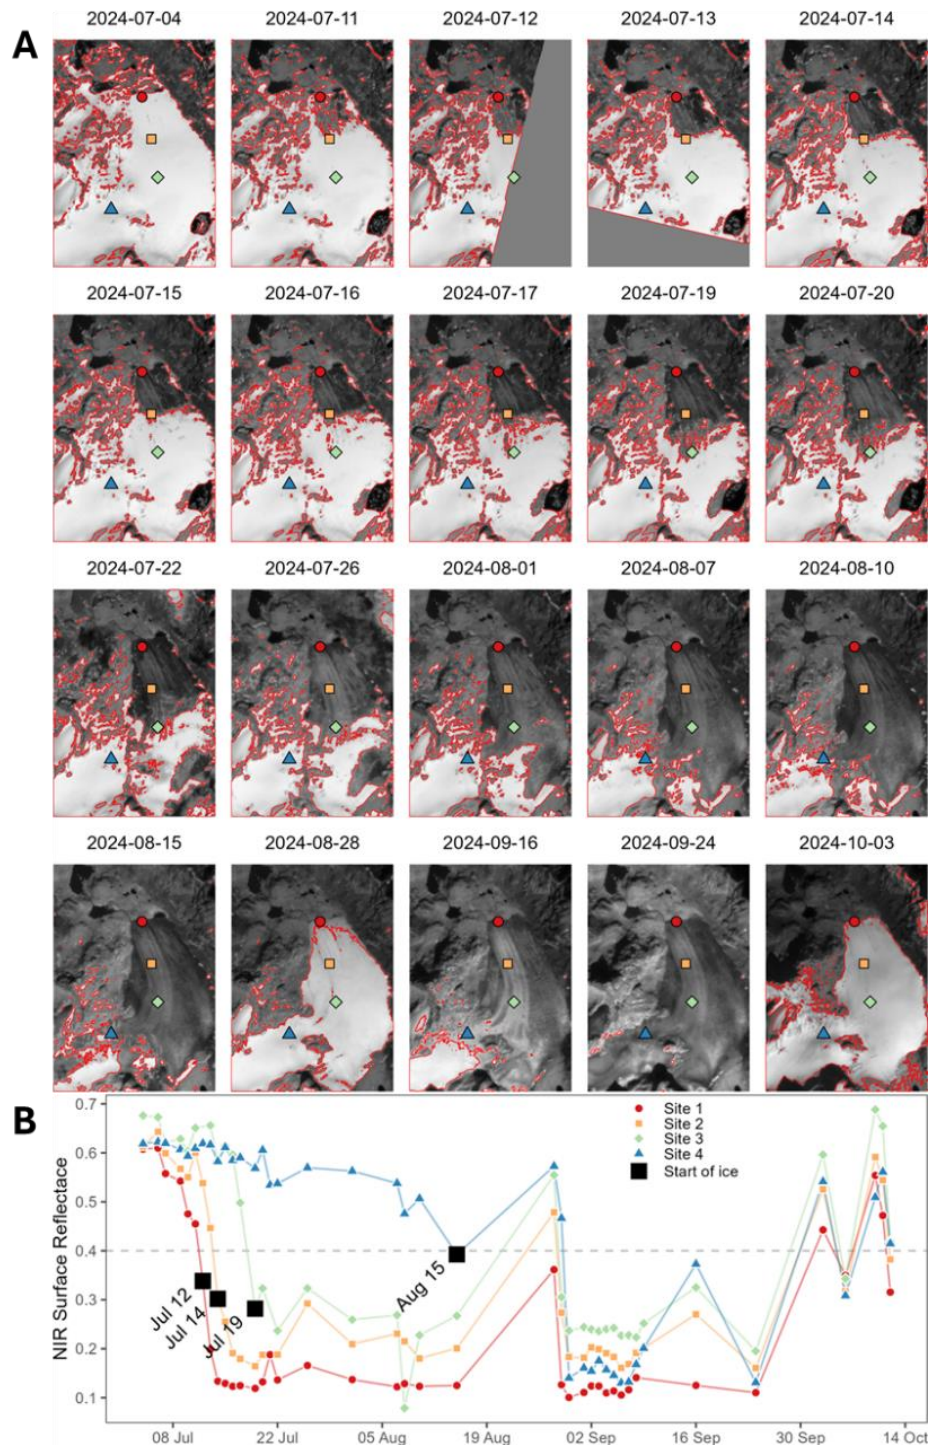 A
2024-07-04 2024-07-11 2024-07-12 2024-07-13 2024-07-14
2024-07-15 2024-07-16 2024-07-17 2024-07-19 2024-07-20
2024-07-22 2024-07-26 2024-08-01 2024-08-07 2024-08-10
2024-08-15 2024-08-28 2024-09-16 2024-09-24 2024-10-03
B
NIR Surface Reflectace
0.7
0.6
0.5
0.4
0.3
0.2
0.1
Site 1
Site 2
Site 3
Site 4
Start of ice
Jul 12
Jul 14
Jul 19
Aug 15
08 Jul 22 Jul 05 Aug 19 Aug 02 Sep 16 Sep 30 Sep 14 Oct